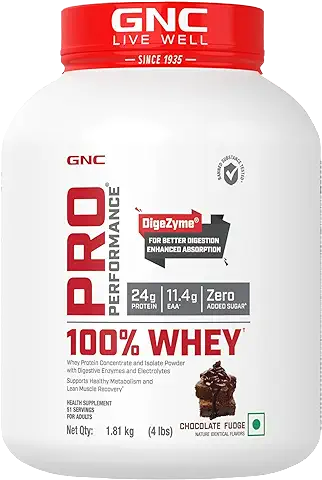 GNC
LIVE WELL
SINCE 1935
BANNED SUBSTANCE TESTED
GNC
PRO
PERFORMANCE®
DigeZyme®
FOR BETTER DIGESTION
ENHANCED ABSORPTION
24g PROTEIN
11.4g EAA^
Zero ADDED SUGAR*
100% WHEY†
Whey Protein Concentrate and Isolate Powder
with Digestive Enzymes and Electrolytes
Supports Healthy Metabolism and
Lean Muscle Recovery
HEALTH SUPPLEMENT
51 SERVINGS
FOR ADULTS
Net Qty: 1.81 kg (4 lbs)
CHOCOLATE FUDGE
NATURE IDENTICAL FLAVORS